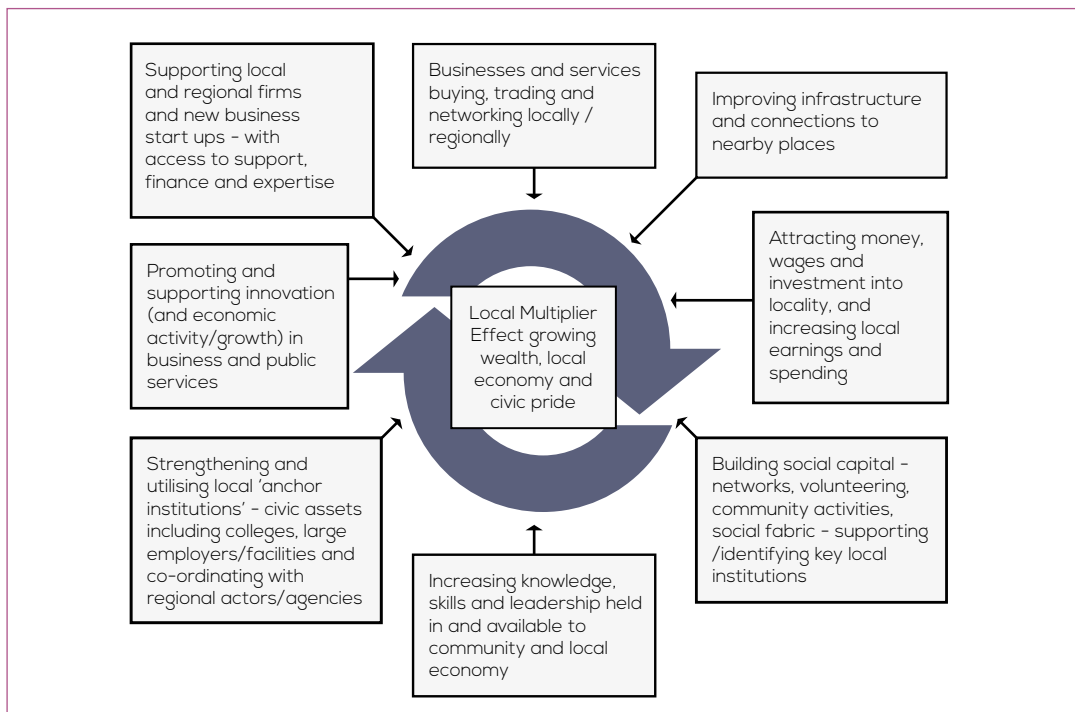 Supporting local
and regional firms
and new business
start ups - with
access to support,
finance and expertise
Businesses and services
buying, trading and
networking locally /
regionally
Improving infrastructure
and connections to
nearby places
Attracting money,
wages and
investment into
locality, and
increasing local
earnings and
spending
Building social capital -
networks, volunteering,
community activities,
social fabric - supporting
/identifying key local
institutions
Increasing knowledge,
skills and leadership held
in and available to
community and local
economy
Strengthening and
utilising local ‘anchor
institutions’ - civic assets
including colleges, large
employers/facilities and
co-ordinating with
regional actors/agencies
Promoting and
supporting innovation
(and economic
activity/growth) in
business and public
services
Local Multiplier
Effect growing
wealth, local
economy and
civic pride